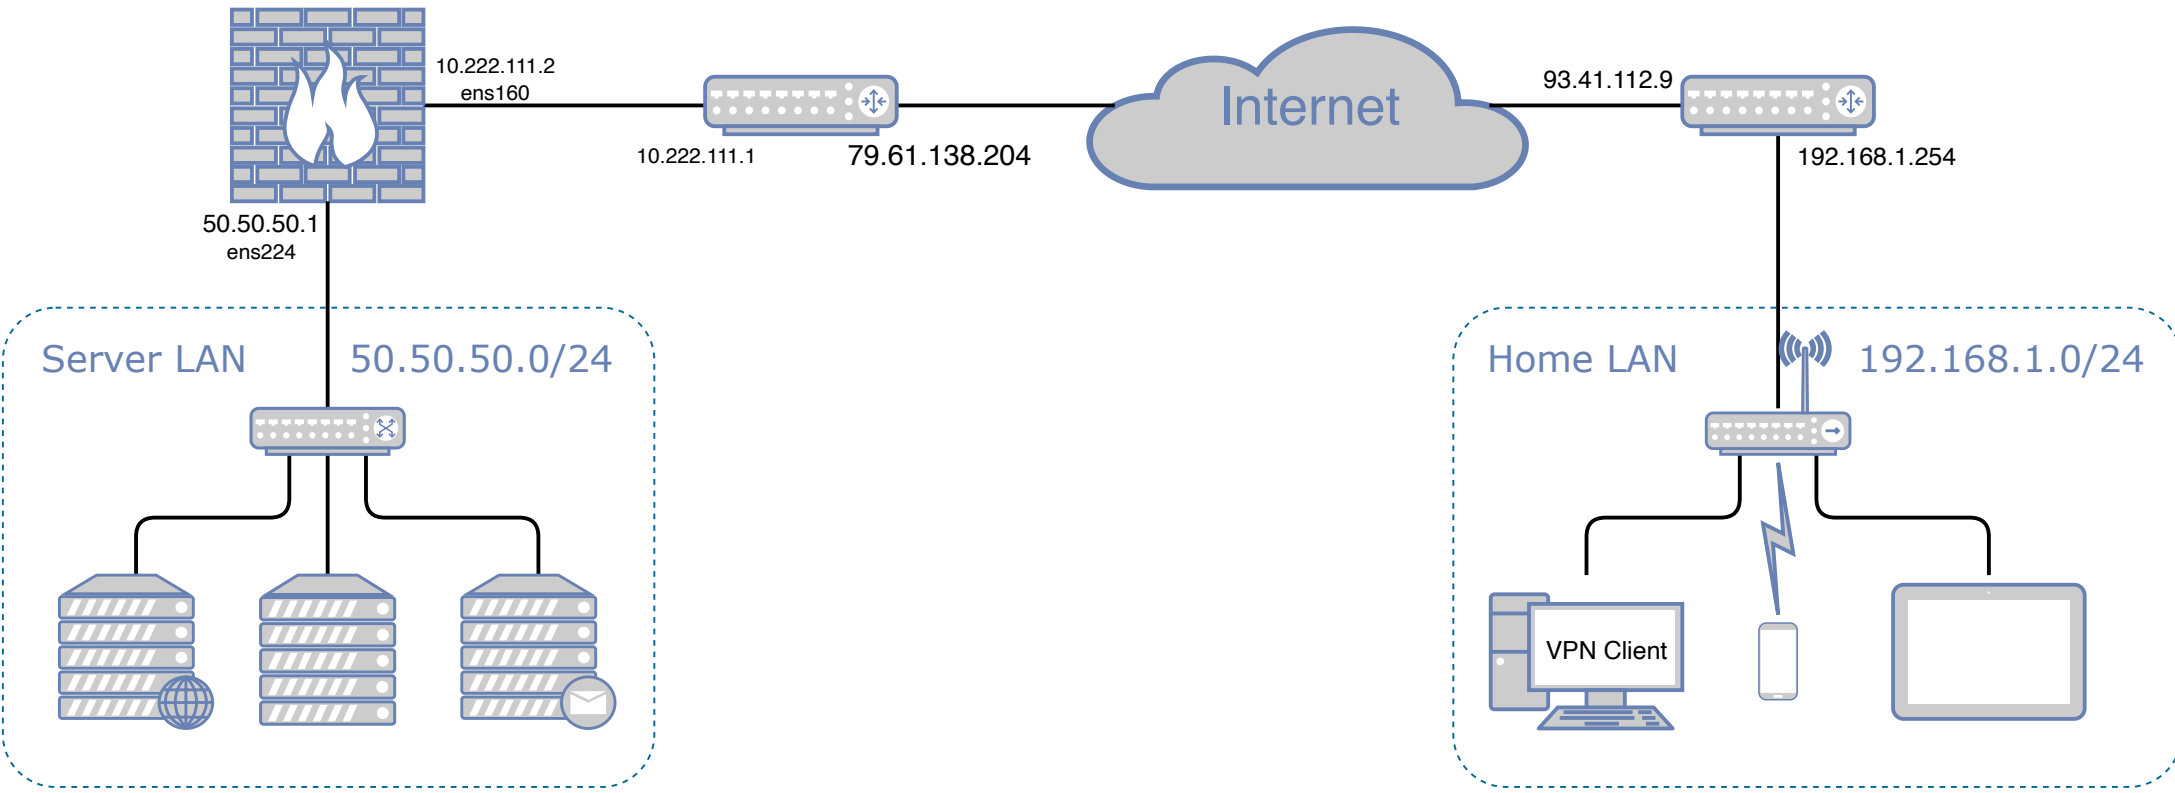 10.222.111.2
ens160
10.222.111.1
79.61.138.204
Internet
93.41.112.9
192.168.1.254
50.50.50.1
ens224
Server LAN
50.50.50.0/24
Home LAN
192.168.1.0/24
VPN Client